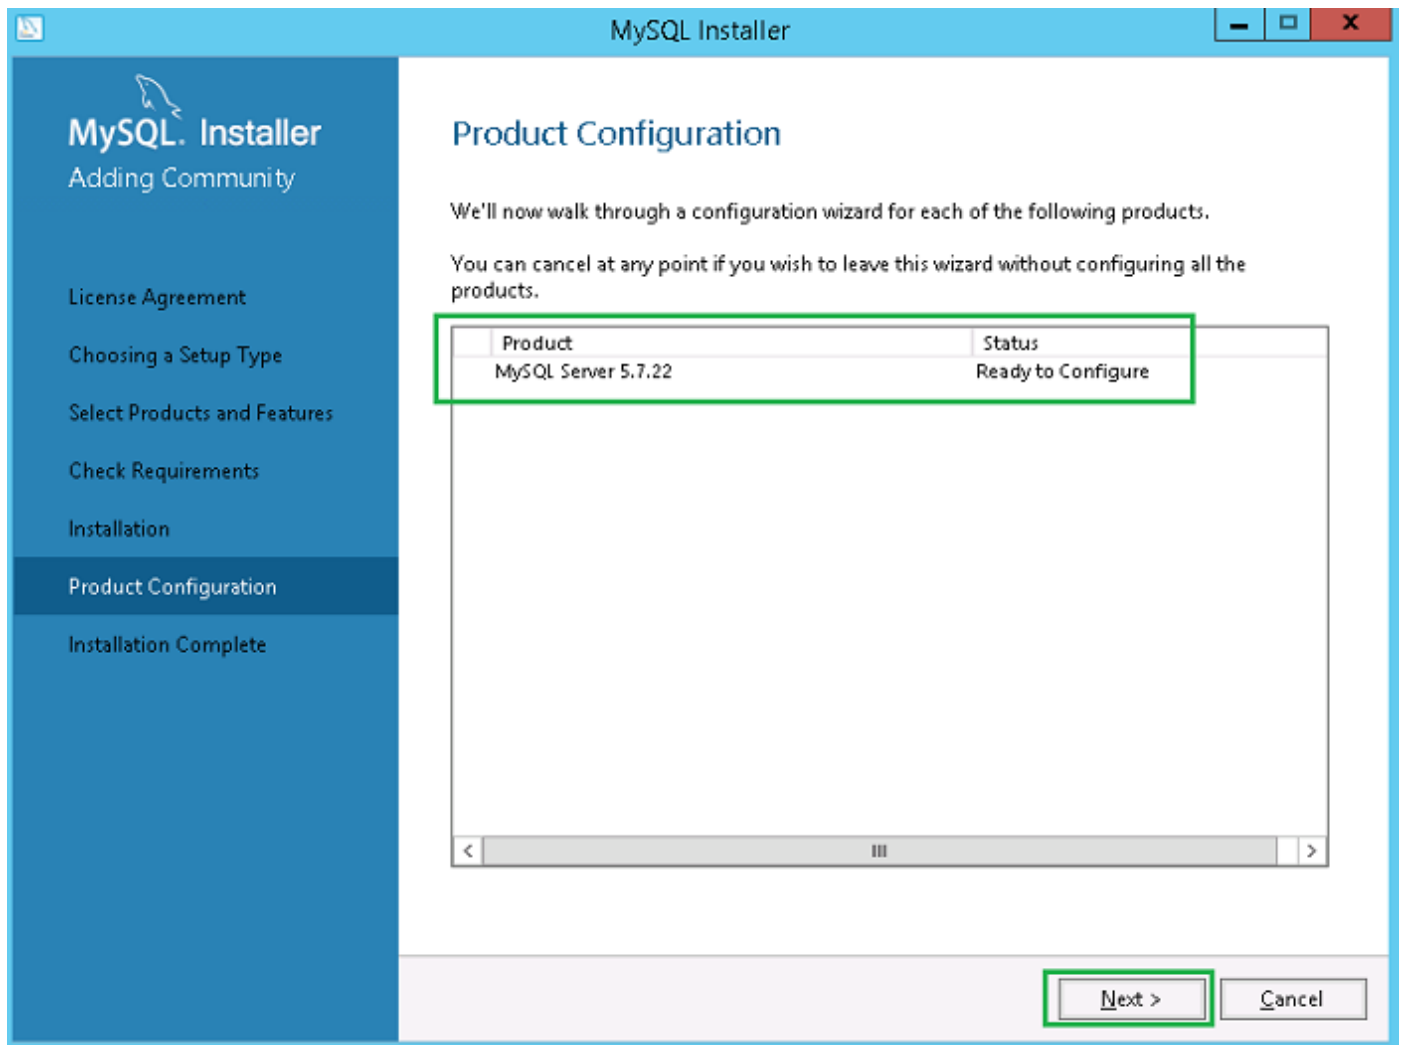 MySQL Installer
MySQL. Installer
Adding Community
License Agreement
Choosing a Setup Type
Select Products and Features
Check Requirements
Installation
Product Configuration
Installation Complete
Product Configuration
We'll now walk through a configuration wizard for each of the following products.
You can cancel at any point if you wish to leave this wizard without configuring all the
products.
Product Status
MySQL Server 5.7.22 Ready to Configure
Next > Cancel